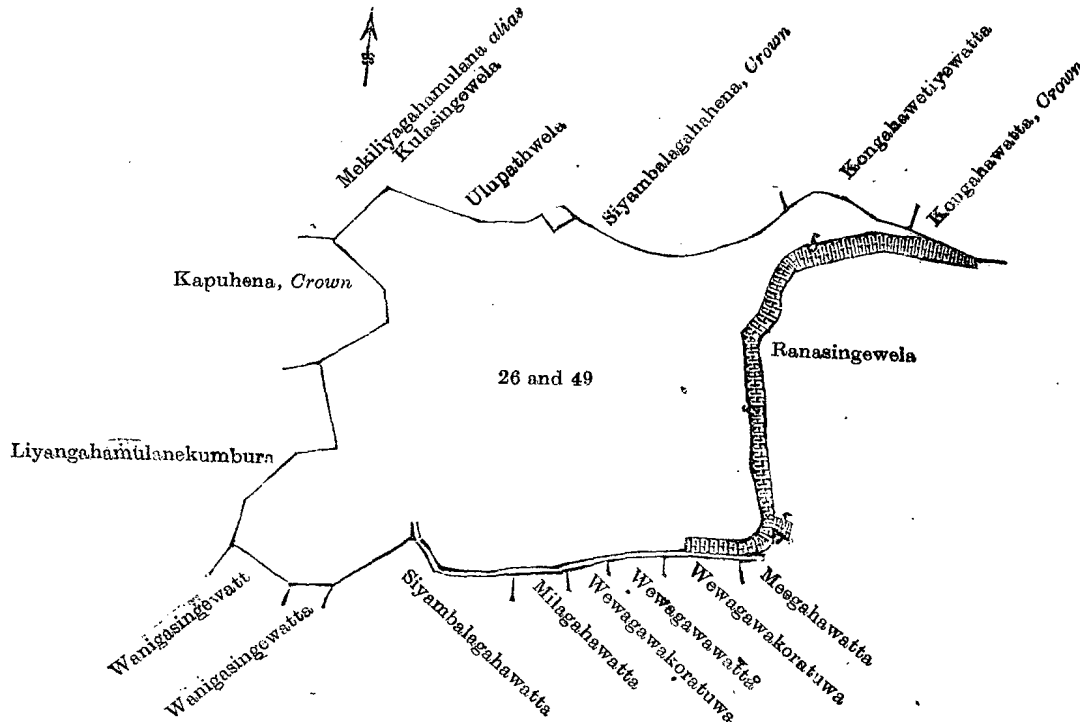 Mekiliyagahamulana alias
Kulasingewela
Ulupathwela
Siyambalagahahena, Crown
Kongahawetiyewatta
Kongahawatta, Crown
Kapuhena, Crown
Ranasingewela
26 and 49
Liyangahamulanekumbura
Wanigasingewatt
Wanigasingewatta
Siyambalagahawatta
Milagahawatta
Wewagawakoratuwa
Wewagawawatta
Wewagawakoratuwa
Meegahawatta